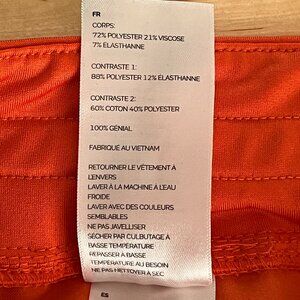 FR
CORPS:
72% POLYESTER 21% VISCOSE
7% ÉLASTHANNE
CONTRASTE 1:
88% POLYESTER 12% ÉLASTHANNE
CONTRASTE 2:
60% COTON 40% POLYESTER
100% GÉNIAL
FABRIQUÉ AU VIETNAM
RETOURNER LE VÊTEMENT À
L'ENVERS
LAVER À LA MACHINE À L'EAU
FROIDE
LAVER AVEC DES COULEURS
SEMBLABLES
NE PAS JAVELLISER
SÉCHER PAR CULBUTAGE À
BASSE TEMPÉRATURE
REPASSER À BASSE
TEMPÉRATURE AU BESOIN
NE PAS NETTOYER À SEC
ES